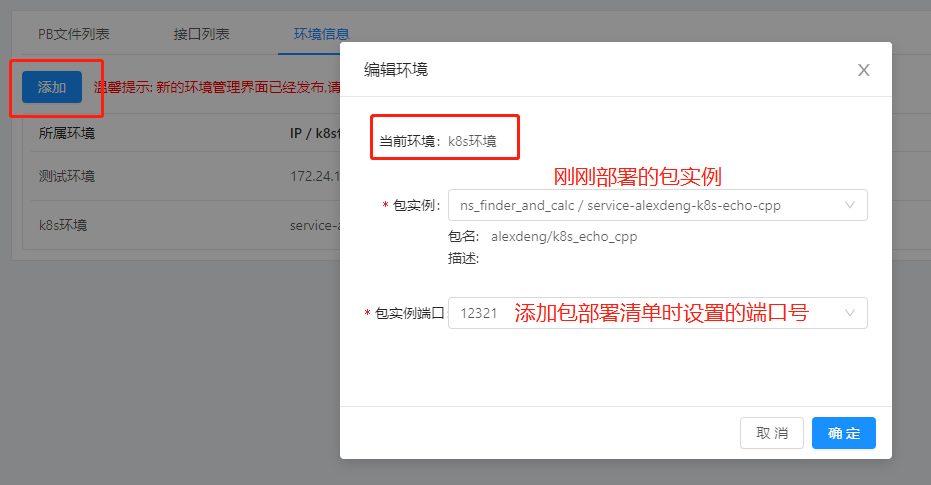 PB文件列表 接口列表 环境信息
添加 温馨提示: 新的环境管理界面已经发布,请
所属环境 IP / k8s
测试环境 172.24.1
k8s环境 service-a
编辑环境
当前环境: k8s环境
刚刚部署的包实例
* 包实例: ns_finder_and_calc / service-alexdeng-k8s-echo-cpp
包名: alexdeng/k8s_echo_cpp
描述:
* 包实例端口: 12321 添加包部署清单时设置的端口号
取 消 确 定